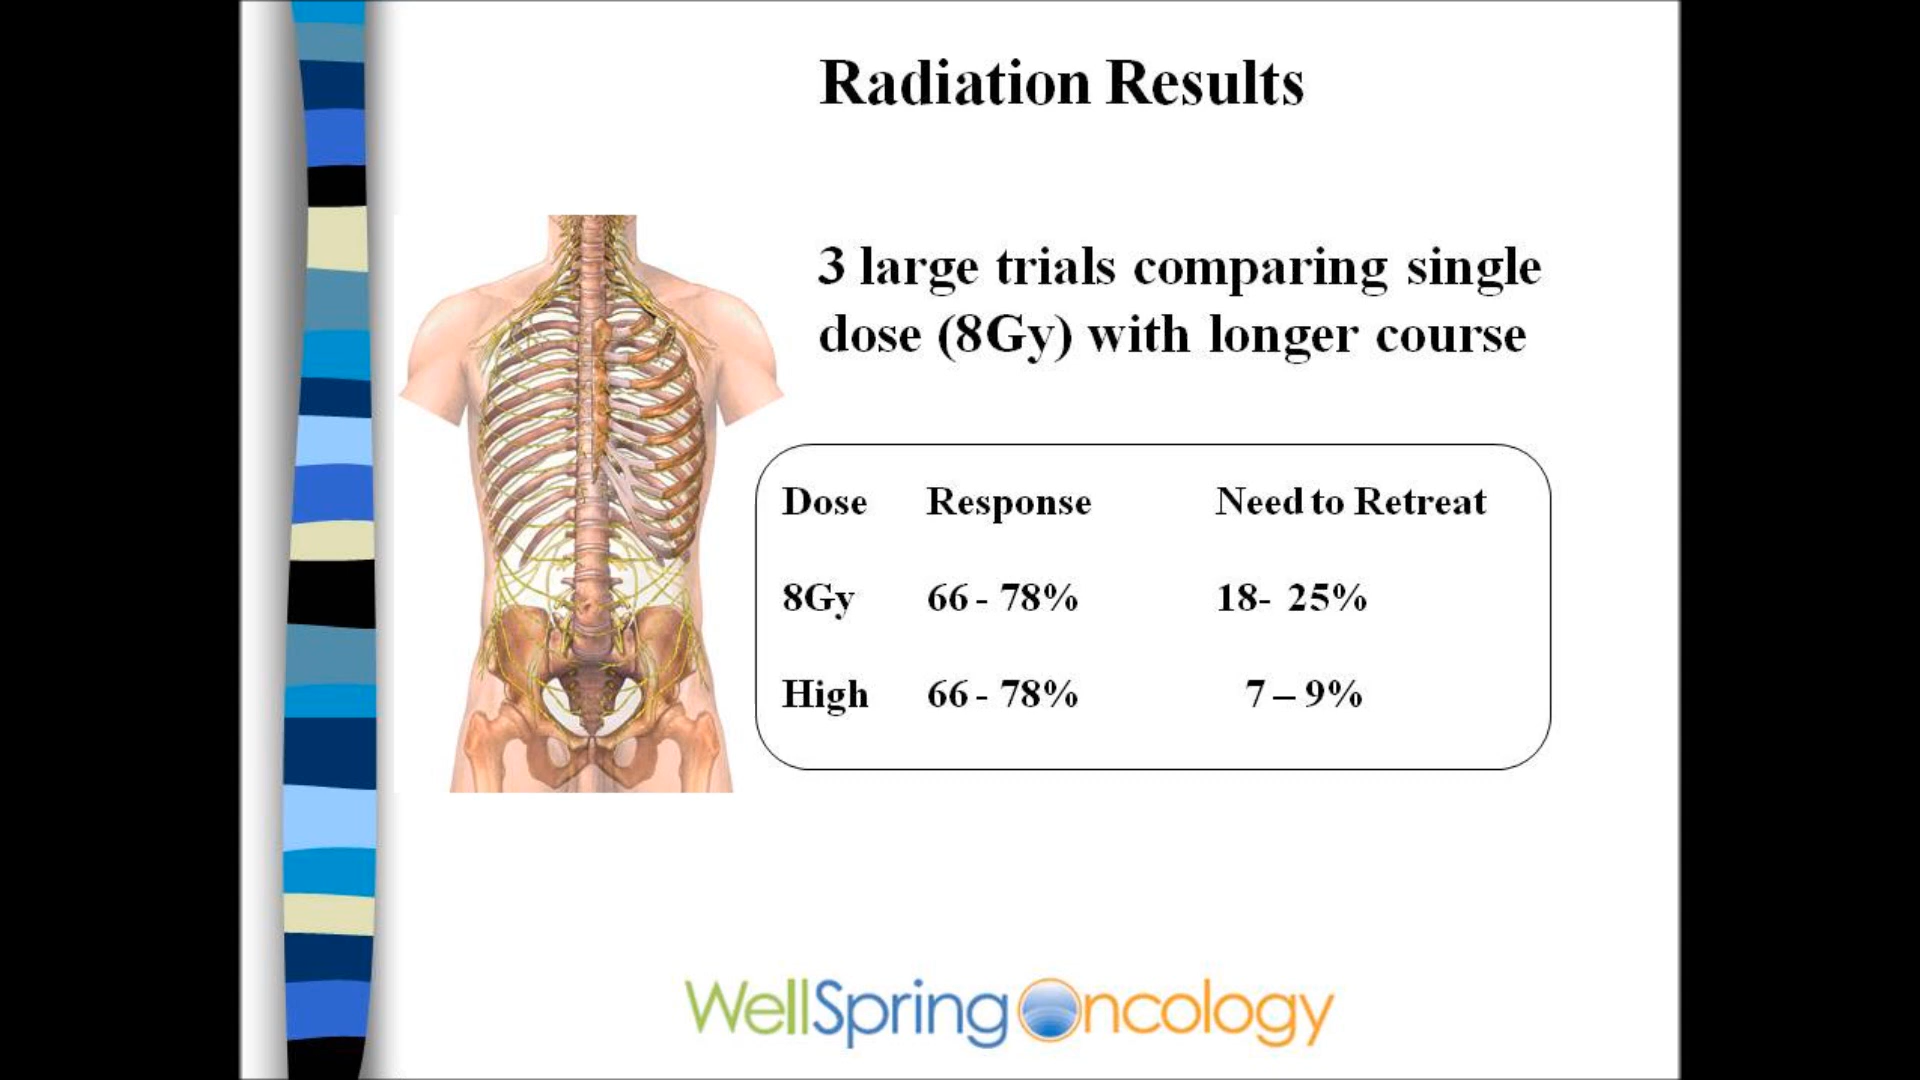 Radiation Results
3 large trials comparing single
dose (8Gy) with longer course
Dose Response Need to Retreat
8Gy 66 - 78% 18- 25%
High 66 - 78% 7 – 9%
WellSpring Oncology